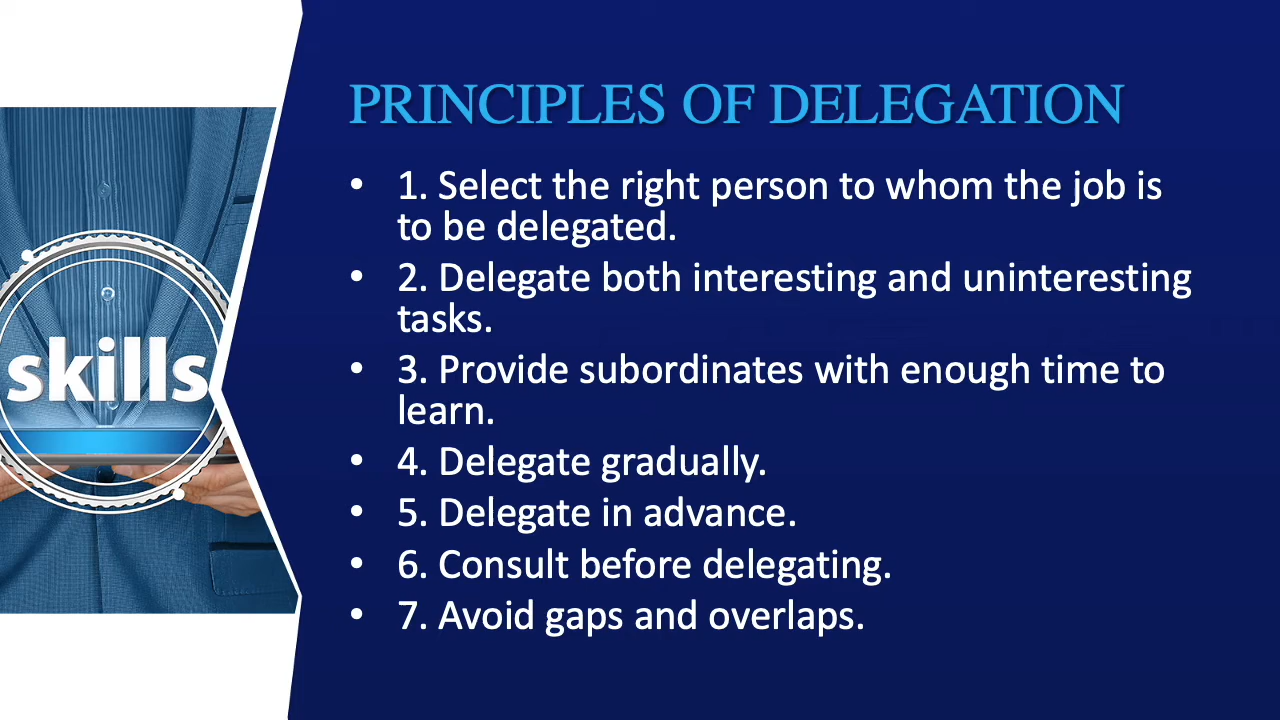 PRINCIPLES OF DELEGATION
• 1. Select the right person to whom the job is
to be delegated.
• 2. Delegate both interesting and uninteresting
tasks.
• 3. Provide subordinates with enough time to
learn.
• 4. Delegate gradually.
• 5. Delegate in advance.
• 6. Consult before delegating.
• 7. Avoid gaps and overlaps.
skills